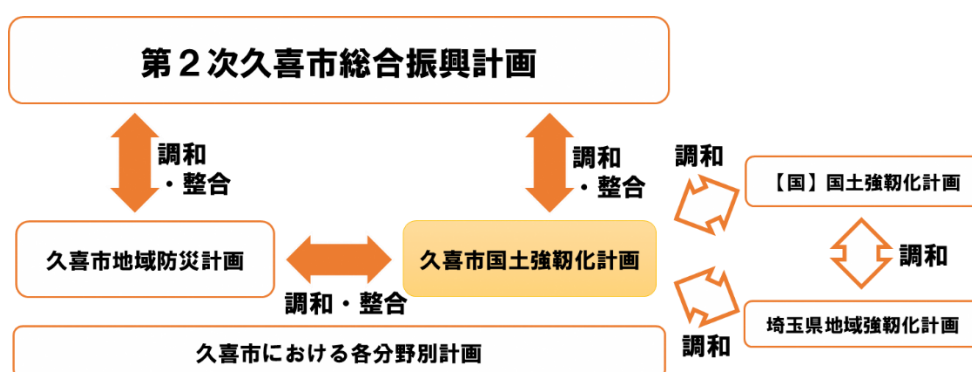 第２次久喜市総合振興計画
調和
・整合
調和
・整合
調和
【国】国土強靭化計画
久喜市地域防災計画
調和・整合
久喜市国土強靭化計画
調和
調和
埼玉県地域強靭化計画
久喜市における各分野別計画